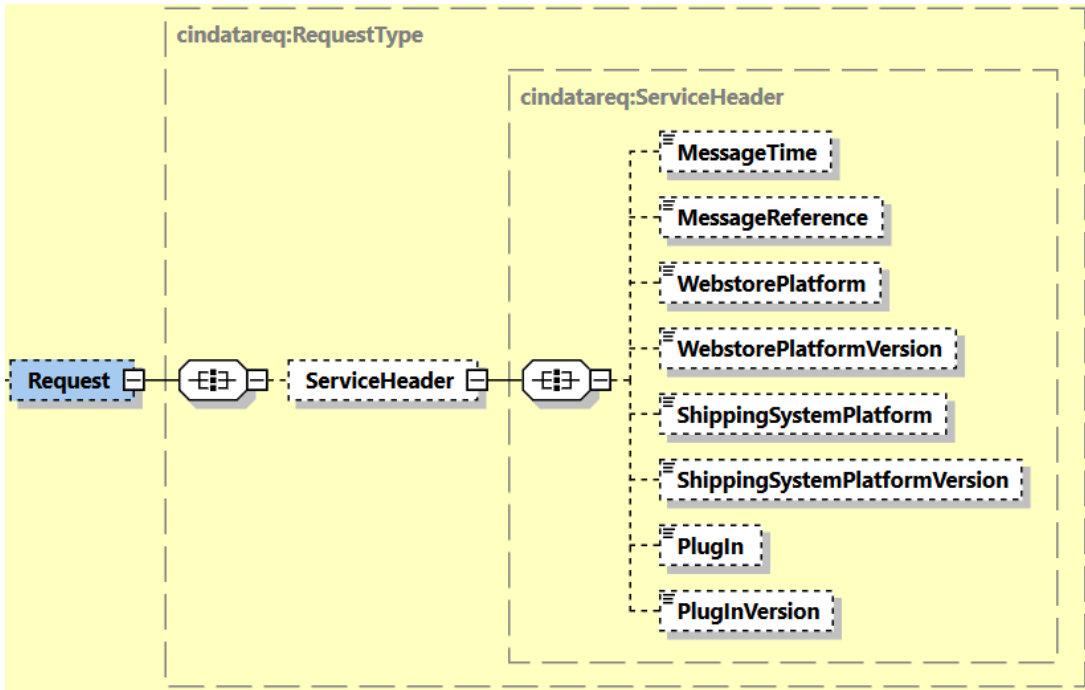 cindatareq:RequestType
cindatareq:ServiceHeader
MessageTime
MessageReference
WebstorePlatform
WebstorePlatformVersion
Request
ServiceHeader
ShippingSystemPlatform
ShippingSystemPlatformVersion
PlugIn
PlugInVersion